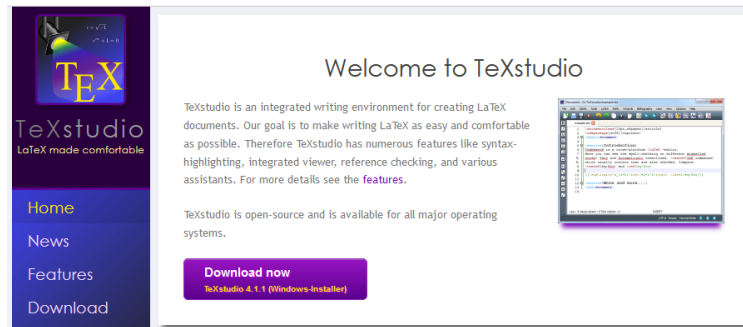 TEX
TeXstudio
LaTeX made comfortable
Home
News
Features
Download
Welcome to TeXstudio
TeXstudio is an integrated writing environment for creating LaTeX
documents. Our goal is to make writing LaTeX as easy and comfortable
as possible. Therefore TeXstudio has numerous features like syntax-
highlighting, integrated viewer, reference checking, and various
assistants. For more details see the features.
TeXstudio is open-source and is available for all major operating
systems.
Download now
TeXstudio 4.1.1 (Windows-Installer)